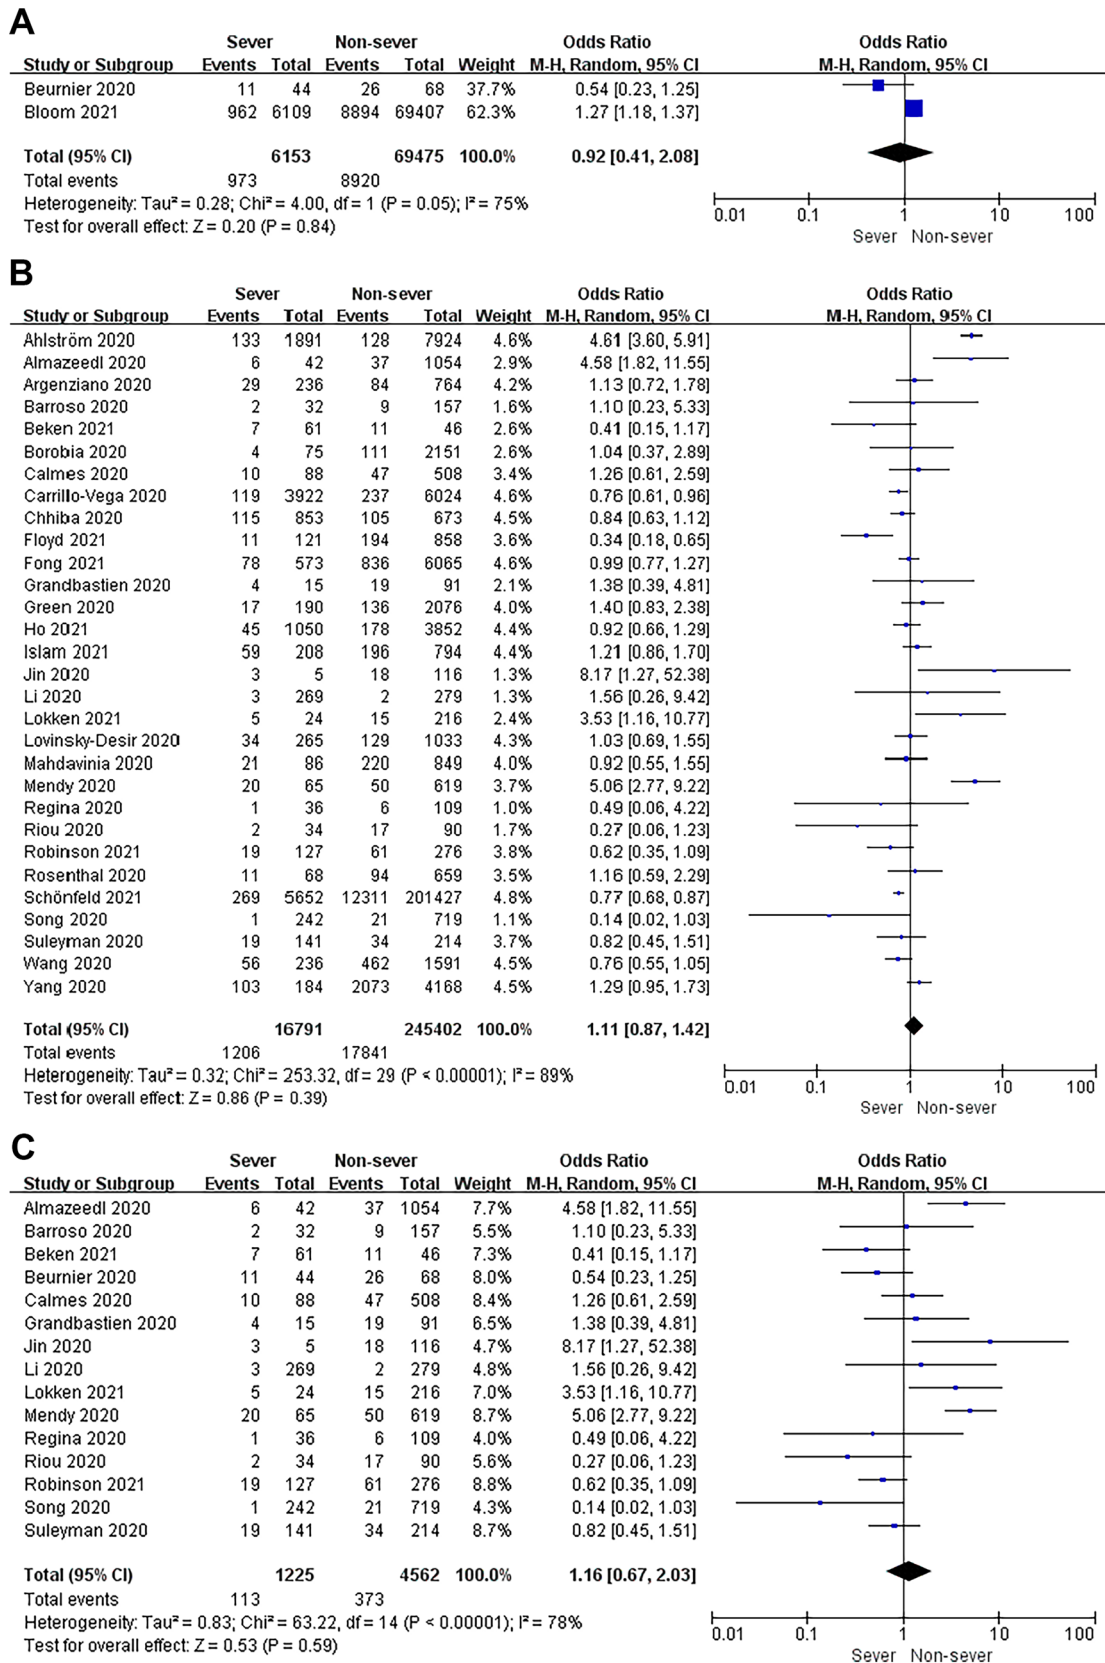 A
Sever Non-sever Odds Ratio Odds Ratio
Study or Subgroup Events Total Events Total Weight M-H, Random, 95% CI M-H, Random, 95% CI
Beurnier 2020 11 44 26 68 37.7% 0.54 [0.23, 1.25]
Bloom 2021 962 6109 8894 69407 62.3% 1.27 [1.18, 1.37]
Total (95% CI) 6153 69475 100.0% 0.92 [0.41, 2.08]
Total events 973 8920
Heterogeneity: Tau² = 0.28; Chi² = 4.00, df = 1 (P = 0.05); I² = 75%
Test for overall effect: Z = 0.20 (P = 0.84)
0.01 0.1 1 10 100
Sever Non-sever
B
Sever Non-sever Odds Ratio Odds Ratio
Study or Subgroup Events Total Events Total Weight M-H, Random, 95% CI M-H, Random, 95% CI
Ahlström 2020 133 1891 128 7924 4.6% 4.61 [3.60, 5.91]
Almazeedl 2020 6 42 37 1054 2.9% 4.58 [1.82, 11.55]
Argenziano 2020 29 236 84 764 4.2% 1.13 [0.72, 1.78]
Barroso 2020 2 32 9 157 1.6% 1.10 [0.23, 5.33]
Beken 2021 7 61 11 46 2.6% 0.41 [0.15, 1.17]
Borobia 2020 4 75 111 2151 2.6% 1.04 [0.37, 2.89]
Calmes 2020 10 88 47 508 3.4% 1.26 [0.61, 2.59]
Carrillo-Vega 2020 119 3922 237 6024 4.6% 0.76 [0.61, 0.96]
Chhiba 2020 115 853 105 673 4.5% 0.84 [0.63, 1.12]
Floyd 2021 11 121 194 858 3.6% 0.34 [0.18, 0.65]
Fong 2021 78 573 836 6065 4.6% 0.99 [0.77, 1.27]
Grandbastien 2020 4 15 19 91 2.1% 1.38 [0.39, 4.81]
Green 2020 17 190 136 2076 4.0% 1.40 [0.83, 2.38]
Ho 2021 45 1050 178 3852 4.4% 0.92 [0.66, 1.29]
Islam 2021 59 208 196 794 4.4% 1.21 [0.86, 1.70]
Jin 2020 3 5 18 116 1.3% 8.17 [1.27, 52.38]
Li 2020 3 269 2 279 1.3% 1.56 [0.26, 9.42]
Lokken 2021 5 24 15 216 2.4% 3.53 [1.16, 10.77]
Lovinsky-Desir 2020 34 265 129 1033 4.3% 1.03 [0.69, 1.55]
Mahdavinia 2020 21 86 220 849 4.0% 0.92 [0.55, 1.55]
Mendy 2020 20 65 50 619 3.7% 5.06 [2.77, 9.22]
Regina 2020 1 36 6 109 1.0% 0.49 [0.06, 4.22]
Riou 2020 2 34 17 90 1.7% 0.27 [0.06, 1.23]
Robinson 2021 19 127 61 276 3.8% 0.62 [0.35, 1.09]
Rosenthal 2020 11 68 94 659 3.5% 1.16 [0.59, 2.29]
Schönfeld 2021 269 5652 12311 201427 4.8% 0.77 [0.68, 0.87]
Song 2020 1 242 21 719 1.1% 0.14 [0.02, 1.03]
Suleyman 2020 19 141 34 214 3.7% 0.82 [0.45, 1.51]
Wang 2020 56 236 462 1591 4.5% 0.76 [0.55, 1.05]
Yang 2020 103 184 2073 4168 4.5% 1.29 [0.95, 1.73]
Total (95% CI) 16791 245402 100.0% 1.11 [0.87, 1.42]
Total events 1206 17841
Heterogeneity: Tau² = 0.32; Chi² = 253.32, df = 29 (P < 0.00001); I² = 89%
Test for overall effect: Z = 0.86 (P = 0.39)
0.01 0.1 1 10 100
Sever Non-sever
C
Sever Non-sever Odds Ratio Odds Ratio
Study or Subgroup Events Total Events Total Weight M-H, Random, 95% CI M-H, Random, 95% CI
Almazeedl 2020 6 42 37 1054 7.7% 4.58 [1.82, 11.55]
Barroso 2020 2 32 9 157 5.5% 1.10 [0.23, 5.33]
Beken 2021 7 61 11 46 7.3% 0.41 [0.15, 1.17]
Beurnier 2020 11 44 26 68 8.0% 0.54 [0.23, 1.25]
Calmes 2020 10 88 47 508 8.4% 1.26 [0.61, 2.59]
Grandbastien 2020 4 15 19 91 6.5% 1.38 [0.39, 4.81]
Jin 2020 3 5 18 116 4.7% 8.17 [1.27, 52.38]
Li 2020 3 269 2 279 4.8% 1.56 [0.26, 9.42]
Lokken 2021 5 24 15 216 7.0% 3.53 [1.16, 10.77]
Mendy 2020 20 65 50 619 8.7% 5.06 [2.77, 9.22]
Regina 2020 1 36 6 109 4.0% 0.49 [0.06, 4.22]
Riou 2020 2 34 17 90 5.6% 0.27 [0.06, 1.23]
Robinson 2021 19 127 61 276 8.8% 0.62 [0.35, 1.09]
Song 2020 1 242 21 719 4.3% 0.14 [0.02, 1.03]
Suleyman 2020 19 141 34 214 8.7% 0.82 [0.45, 1.51]
Total (95% CI) 1225 4562 100.0% 1.16 [0.67, 2.03]
Total events 113 373
Heterogeneity: Tau² = 0.83; Chi² = 63.22, df = 14 (P < 0.00001); I² = 78%
Test for overall effect: Z = 0.53 (P = 0.59)
0.01 0.1 1 10 100
Sever Non-sever